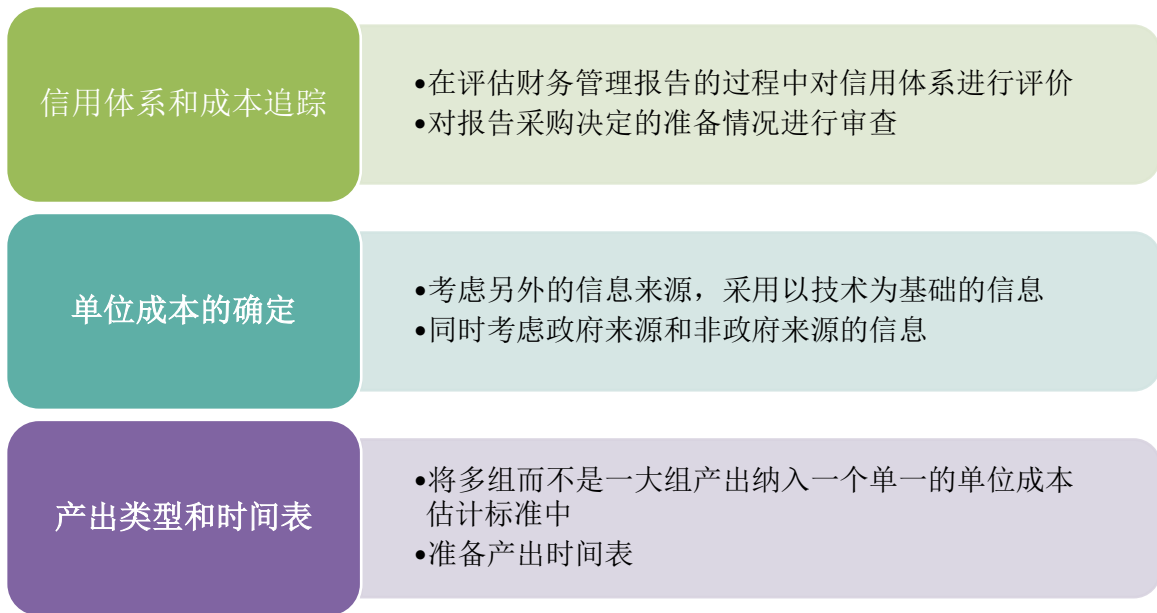 信用体系和成本追踪
•在评估财务管理报告的过程中对信用体系进行评价
•对报告采购决定的准备情况进行审查
单位成本的确定
•考虑另外的信息来源，采用以技术为基础的信息
•同时考虑政府来源和非政府来源的信息
产出类型和时间表
•将多组而不是一大组产出纳入一个单一的单位成本
估计标准中
•准备产出时间表